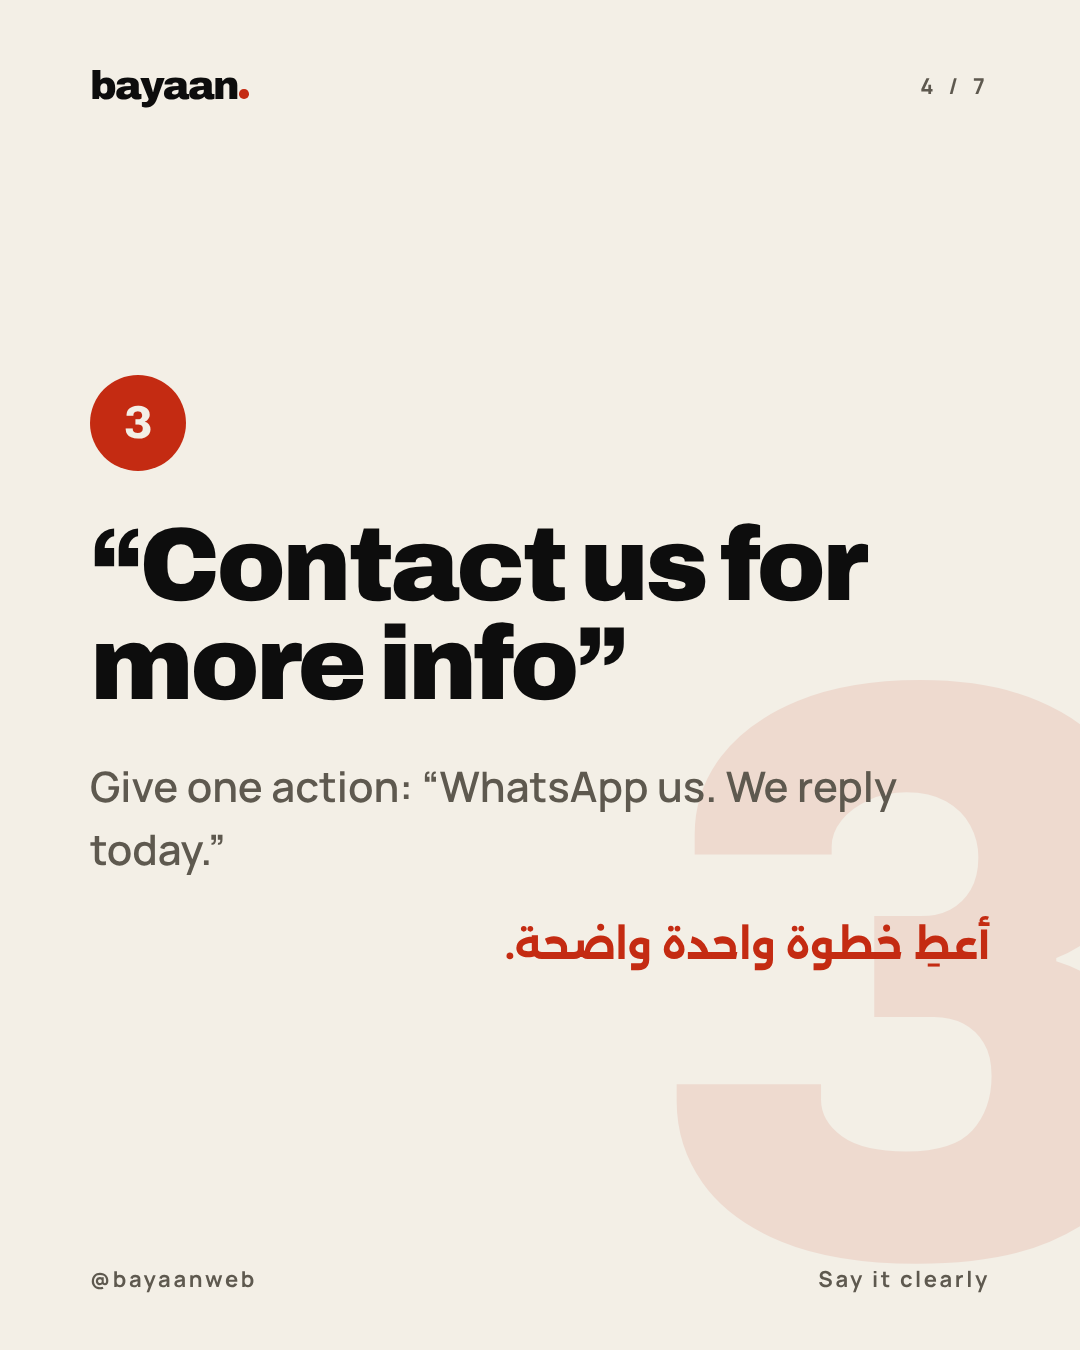 bayaan.
4 / 7
3
“Contact us for
more info”
Give one action: “WhatsApp us. We reply
today.”
أعطِ خطوة واحدة واضحة.
3
@bayaanweb
Say it clearly